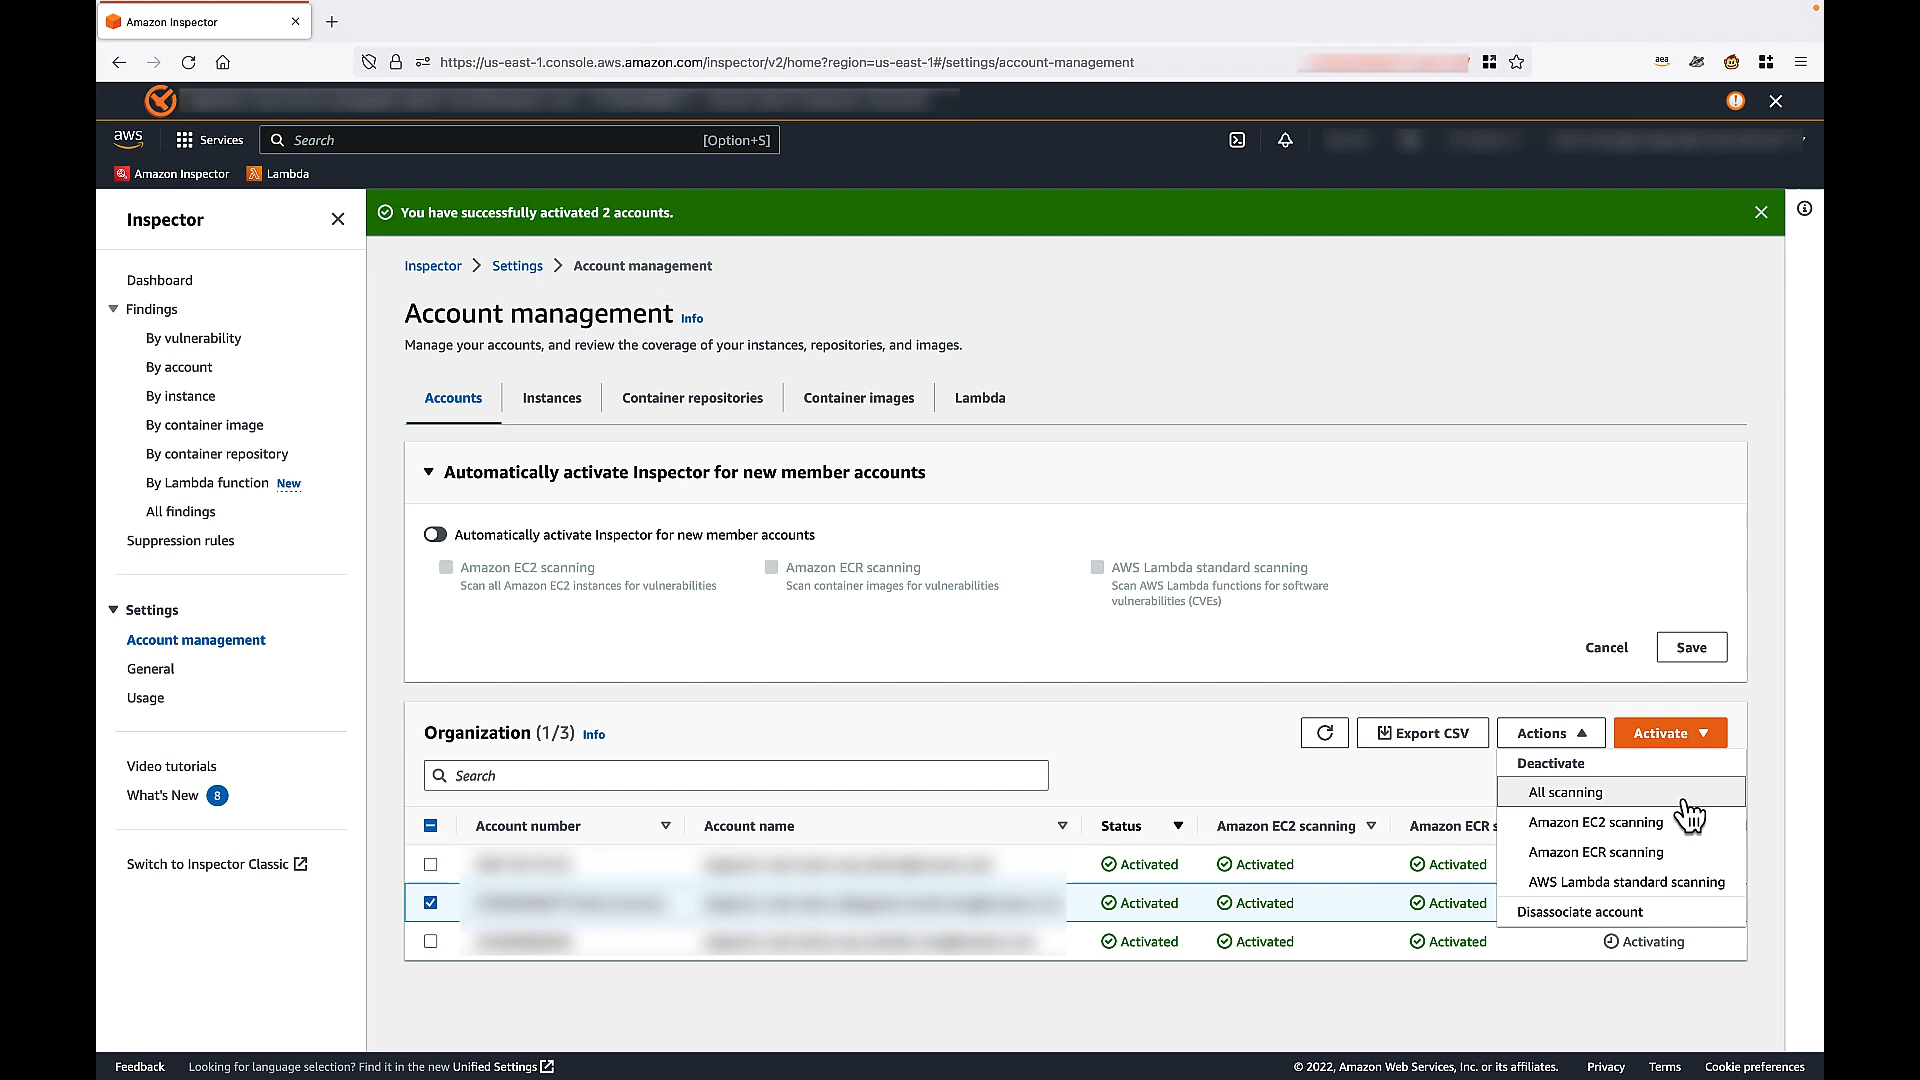 Amazon Inspector
https://us-east-1.console.aws.amazon.com/inspector/v2/home?region=us-east-1#/settings/account-management
aea
aws
Services
Search
[Option+S]
Amazon Inspector
Lambda
Inspector
Dashboard
Findings
By vulnerability
By account
By instance
By container image
By container repository
By Lambda function New
All findings
Suppression rules
Settings
Account management
General
Usage
Video tutorials
What's New 8
Switch to Inspector Classic
You have successfully activated 2 accounts.
Inspector > Settings > Account management
Account management Info
Manage your accounts, and review the coverage of your instances, repositories, and images.
Accounts
Instances
Container repositories
Container images
Lambda
Automatically activate Inspector for new member accounts
Automatically activate Inspector for new member accounts
Amazon EC2 scanning
Scan all Amazon EC2 instances for vulnerabilities
Amazon ECR scanning
Scan container images for vulnerabilities
AWS Lambda standard scanning
Scan AWS Lambda functions for software
vulnerabilities (CVEs)
Cancel
Save
Organization (1/3) Info
Export CSV
Actions
Activate
Search
Deactivate
All scanning
Amazon EC2 scanning
Amazon ECR scanning
AWS Lambda standard scanning
Disassociate account
Account number
Account name
Status
Amazon EC2 scanning
Amazon ECR s
Activated Activated Activated
Activated Activated Activated
Activated Activated Activated Activating
Feedback
Looking for language selection? Find it in the new Unified Settings
© 2022, Amazon Web Services, Inc. or its affiliates.
Privacy
Terms
Cookie preferences